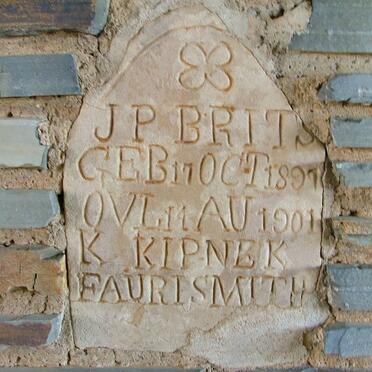 J P BRITS
GEB 17 OCT 1897
OVL 14 AU 1901
K KIPNEK
FAURISMITH